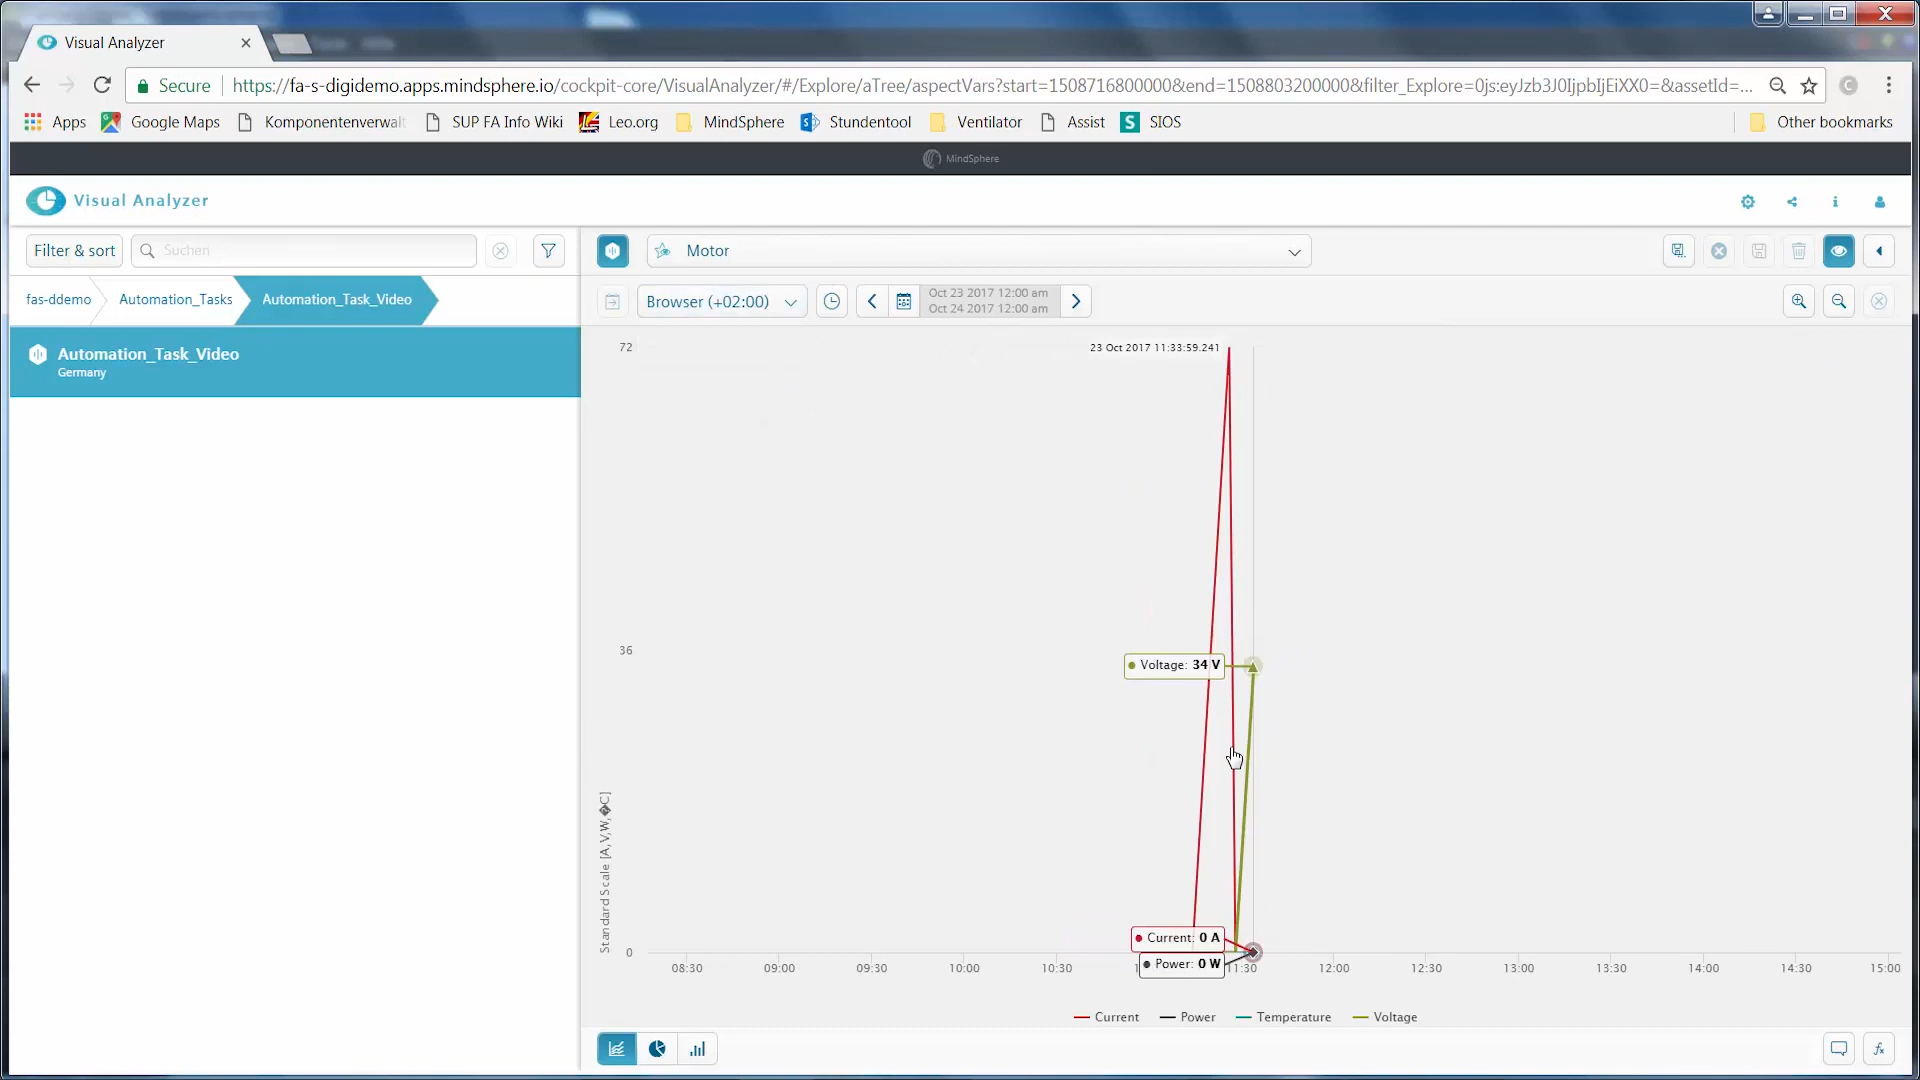 Visual Analyzer
Secure https://fa-s-digidemo.apps.mindsphere.io/cockpit-core/VisualAnalyzer/#/Explore/aTree/aspectVars?start=1508716800000&end=1508803200000&filter_Explore=0js:eyJzb3J0IjpbIjEiXX0=&assetId=...
Apps Google Maps Komponentenverwalt SUP FA Info Wiki Leo.org MindSphere Stundentool Ventilator Assist SIOS Other bookmarks
MindSphere
Visual Analyzer
Filter & sort Suchen Motor
fas-ddemo Automation_Tasks Automation_Task_Video
Browser (+02:00) Oct 23 2017 12:00 am
Oct 24 2017 12:00 am
Automation_Task_Video
Germany
72
23 Oct 2017 11:33:59.241
36
Voltage: 34 V
Standard Scale [A,V,W,�C]
Current: 0 A
0
Power: 0 W
08:30 09:00 09:30 10:00 10:30 11:30 12:00 12:30 13:00 13:30 14:00 14:30 15:00
Current Power Temperature Voltage